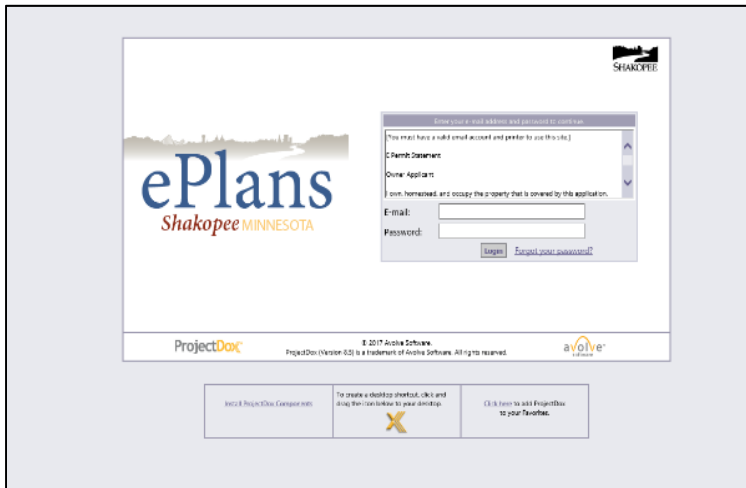 SHAKOPEE
Enter your e-mail address and password to continue
[You must have a valid email account and printer to use this site.]
E Permit Statement
Owner Applicant
I own, homestead, and occupy the property that is covered by this application.
ePlans
Shakopee MINNESOTA
E-mail:
Password:
Login Forgot your password?
ProjectDox
© 2017 Avolve Software.
ProjectDox (Version 8.5) is a trademark of Avolve Software. All rights reserved.
avolve
software
Install ProjectDox Components
To create a desktop shortcut, click and
drag the icon below to your desktop.
Click here to add ProjectDox
to your Favorites.